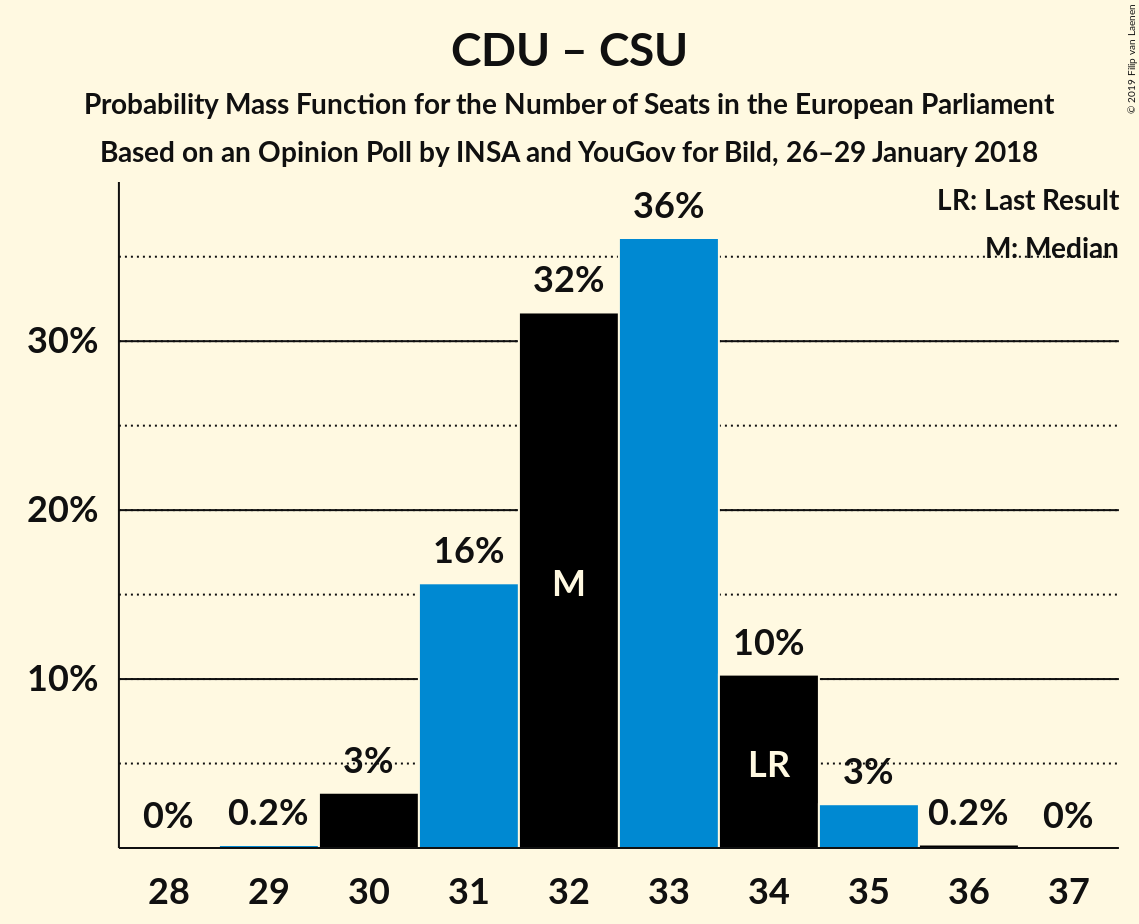 © 2019 Filip van Laenen
CDU – CSU
Probability Mass Function for the Number of Seats in the European Parliament
Based on an Opinion Poll by INSA and YouGov for Bild, 26–29 January 2018
LR: Last Result
M: Median
36%
32%
30%
20%
16%
M
10%
10%
LR
3%
3%
0%
0.2%
0.2%
0%
28 29 30 31 32 33 34 35 36 37